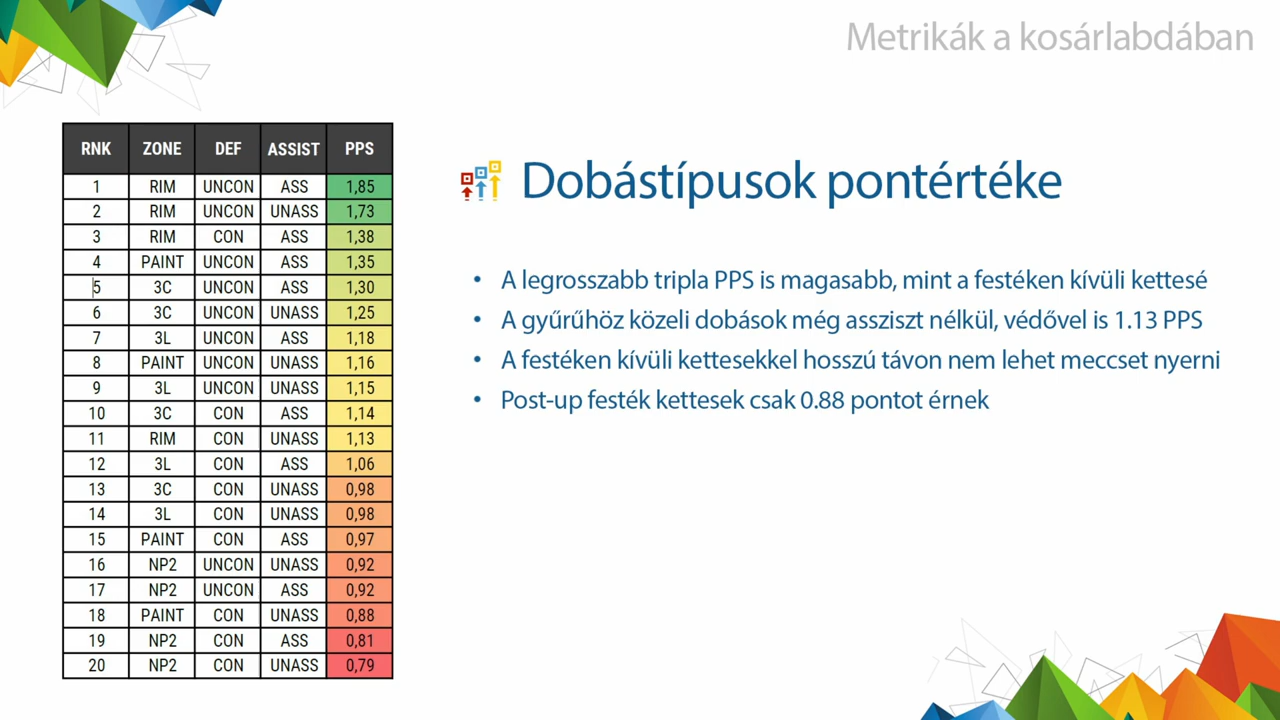 Metrikák a kosárlabdában
RNK ZONE DEF ASSIST PPS
1 RIM UNCON ASS 1,85
2 RIM UNCON UNASS 1,73
3 RIM CON ASS 1,38
4 PAINT UNCON ASS 1,35
5 3C UNCON ASS 1,30
6 3C UNCON UNASS 1,25
7 3L UNCON ASS 1,18
8 PAINT UNCON UNASS 1,16
9 3L UNCON UNASS 1,15
10 3C CON ASS 1,14
11 RIM CON UNASS 1,13
12 3L CON ASS 1,06
13 3C CON UNASS 0,98
14 3L CON UNASS 0,98
15 PAINT CON ASS 0,97
16 NP2 UNCON UNASS 0,92
17 NP2 UNCON ASS 0,92
18 PAINT CON UNASS 0,88
19 NP2 CON ASS 0,81
20 NP2 CON UNASS 0,79
Dobástípusok pontértéke
• A legrosszabb tripla PPS is magasabb, mint a festéken kívüli kettesé
• A gyűrűhöz közeli dobások még assziszt nélkül, védővel is 1.13 PPS
• A festéken kívüli kettesekkel hosszú távon nem lehet meccset nyerni
• Post-up festék kettesek csak 0.88 pontot érnek